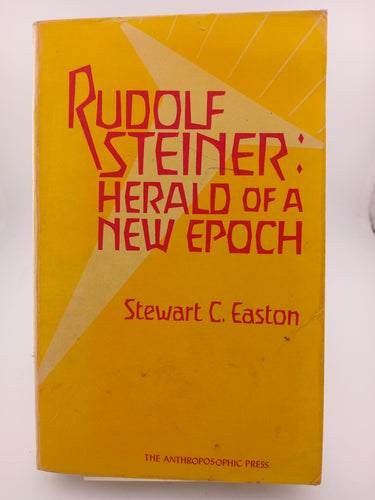 RUDOLF
STEINER:
HERALD OF A
NEW EPOCH
Stewart C. Easton
THE ANTHROPOSOPHIC PRESS